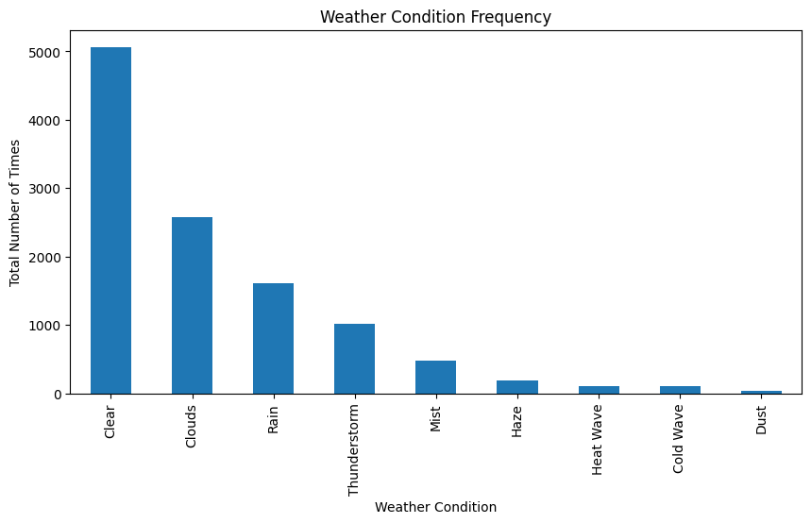 Weather Condition Frequency
Total Number of Times
5000
4000
3000
2000
1000
0
Clear
Clouds
Rain
Thunderstorm
Mist
Haze
Heat Wave
Cold Wave
Dust
Weather Condition